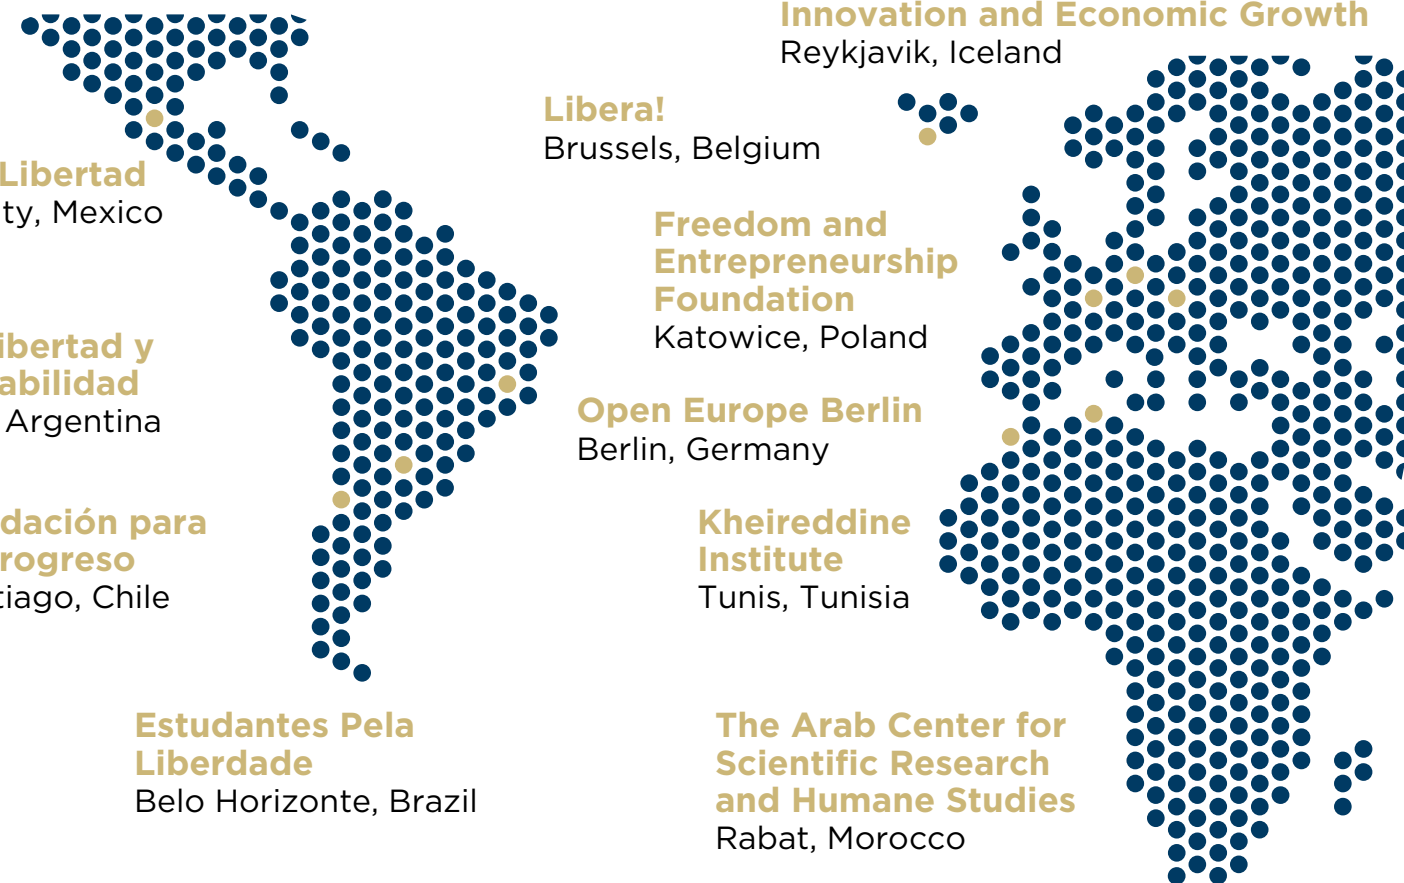 Innovation and Economic Growth
Reykjavik, Iceland
Libera!
Brussels, Belgium
Libertad
ty, Mexico
Freedom and
Entrepreneurship
Foundation
Katowice, Poland
ibertad y
abilidad
Argentina
Open Europe Berlin
Berlin, Germany
dación para
rogreso
tiago, Chile
Kheireddine
Institute
Tunis, Tunisia
Estudantes Pela
Liberdade
Belo Horizonte, Brazil
The Arab Center for
Scientific Research
and Humane Studies
Rabat, Morocco